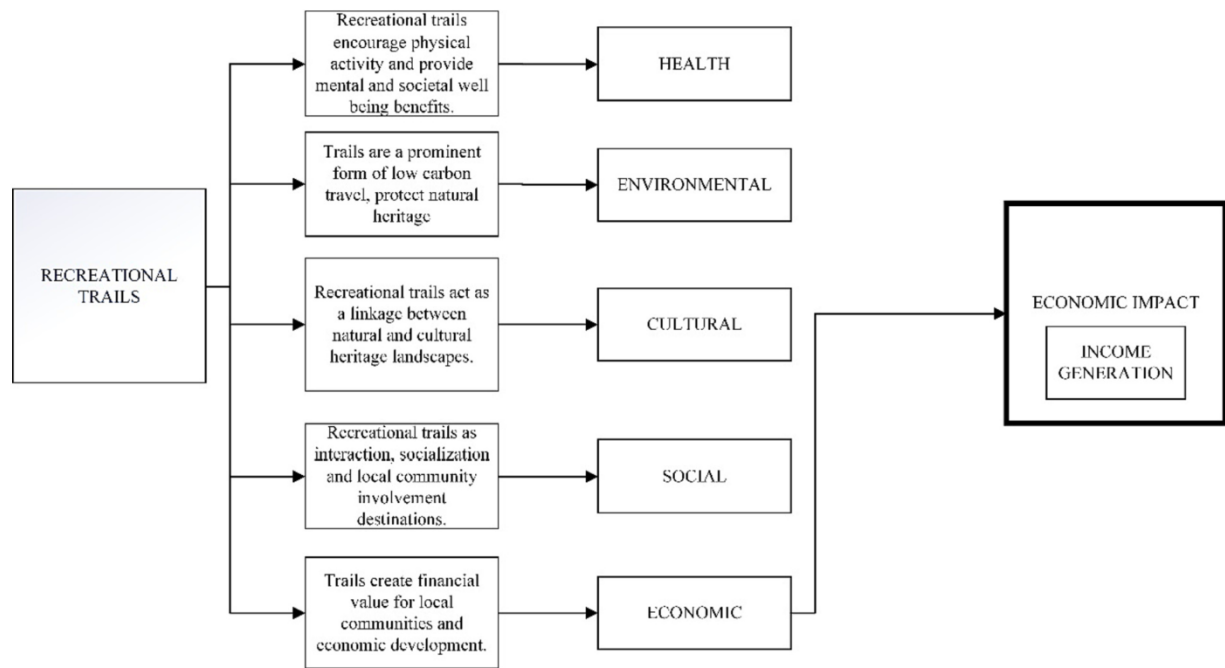 RECREATIONAL
TRAILS
Recreational trails
encourage physical
activity and provide
mental and societal well
being benefits.
HEALTH
Trails are a prominent
form of low carbon
travel, protect natural
heritage
ENVIRONMENTAL
Recreational trails act as
a linkage between
natural and cultural
heritage landscapes.
CULTURAL
Recreational trails as
interaction, socialization
and local community
involvement
destinations.
SOCIAL
Trails create financial
value for local
communities and
economic development.
ECONOMIC
ECONOMIC IMPACT
INCOME
GENERATION